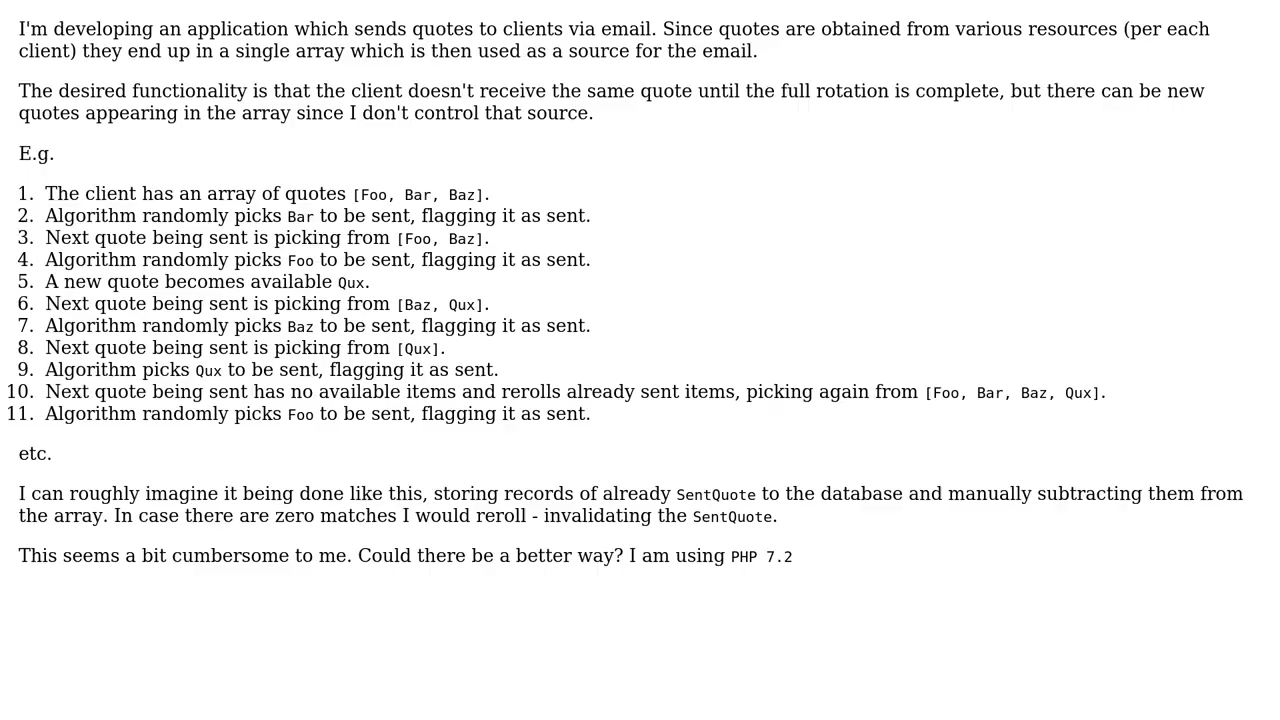 I'm developing an application which sends quotes to clients via email. Since quotes are obtained from various resources (per each
client) they end up in a single array which is then used as a source for the email.
The desired functionality is that the client doesn't receive the same quote until the full rotation is complete, but there can be new
quotes appearing in the array since I don't control that source.
E.g.
1. The client has an array of quotes [Foo, Bar, Baz].
2. Algorithm randomly picks Bar to be sent, flagging it as sent.
3. Next quote being sent is picking from [Foo, Baz].
4. Algorithm randomly picks Foo to be sent, flagging it as sent.
5. A new quote becomes available Qux.
6. Next quote being sent is picking from [Baz, Qux].
7. Algorithm randomly picks Baz to be sent, flagging it as sent.
8. Next quote being sent is picking from [Qux].
9. Algorithm picks Qux to be sent, flagging it as sent.
10. Next quote being sent has no available items and rerolls already sent items, picking again from [Foo, Bar, Baz, Qux].
11. Algorithm randomly picks Foo to be sent, flagging it as sent.
etc.
I can roughly imagine it being done like this, storing records of already SentQuote to the database and manually subtracting them from
the array. In case there are zero matches I would reroll - invalidating the SentQuote.
This seems a bit cumbersome to me. Could there be a better way? I am using PHP 7.2